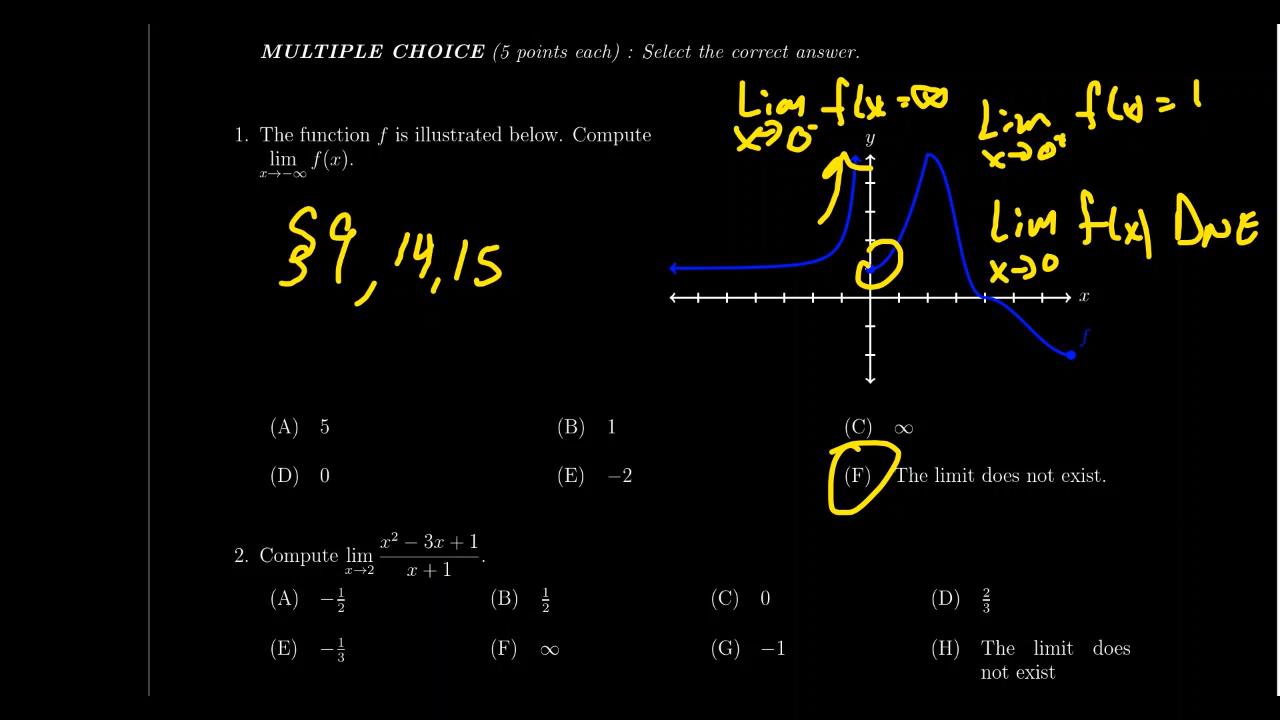 MULTIPLE CHOICE (5 points each) : Select the correct answer.
1. The function f is illustrated below. Compute
lim x→−∞ f(x).
Lim x→0⁻ f(x = ∞
Lim x→0⁺ f(x) = 1
y
§9, 14, 15
Lim x→0 f(x) DNE
x
f
(A) 5 (B) 1 (C) ∞
(D) 0 (E) −2 (F) The limit does not exist.
2. Compute lim x→2 (x² − 3x + 1)/(x + 1).
(A) −1/2 (B) 1/2 (C) 0 (D) 2/3
(E) −1/3 (F) ∞ (G) −1 (H) The limit does
not exist